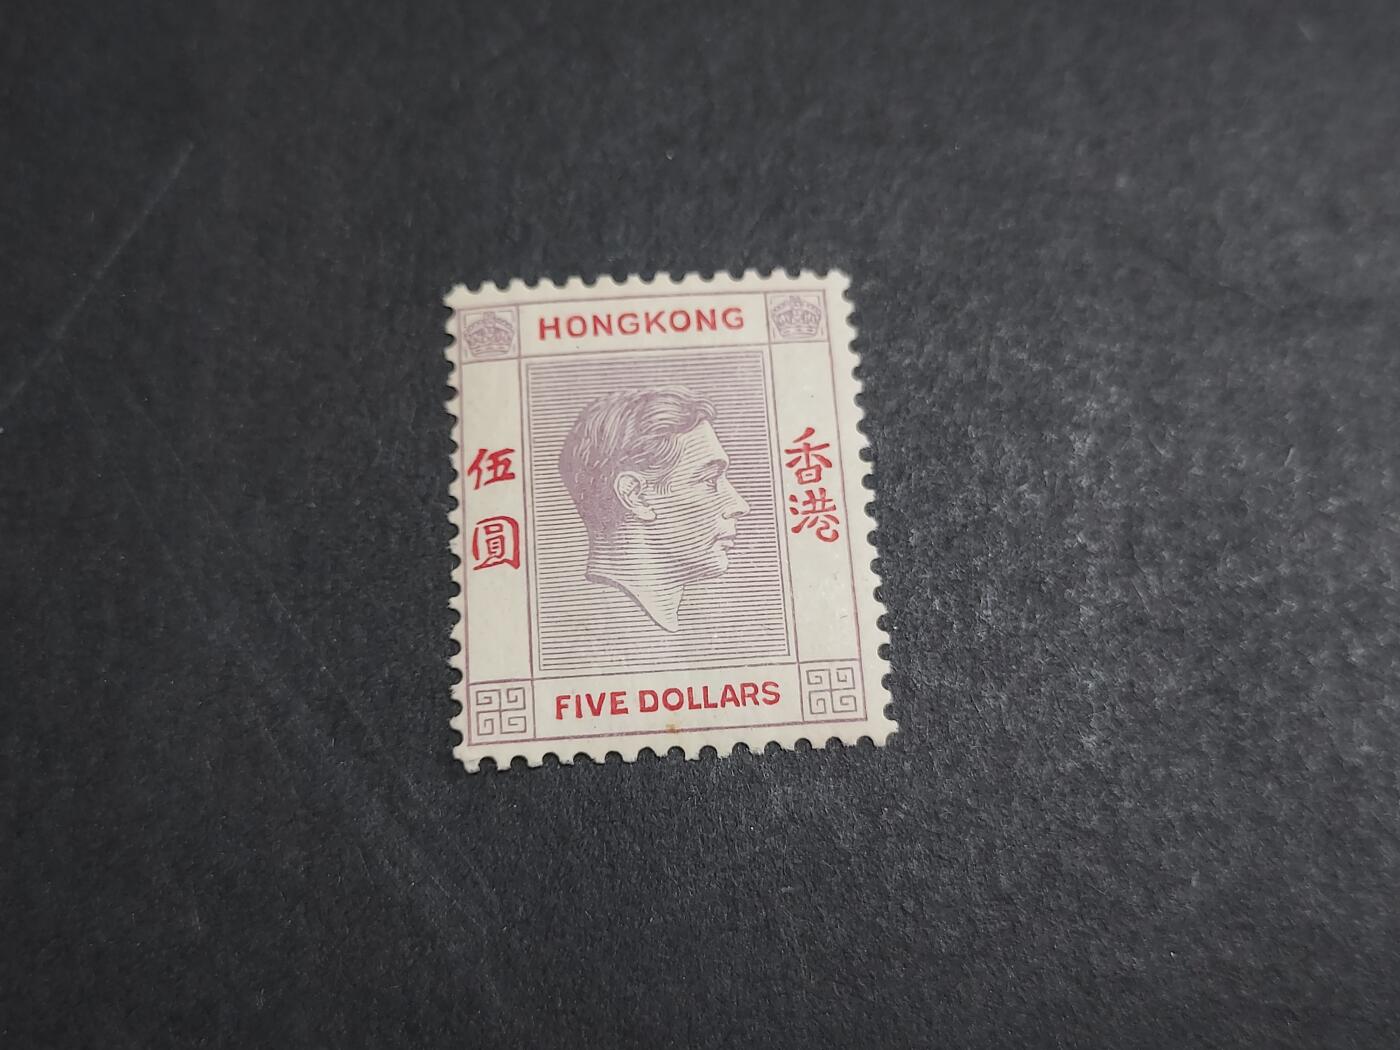 HONGKONG
香港
伍圓
FIVE DOLLARS